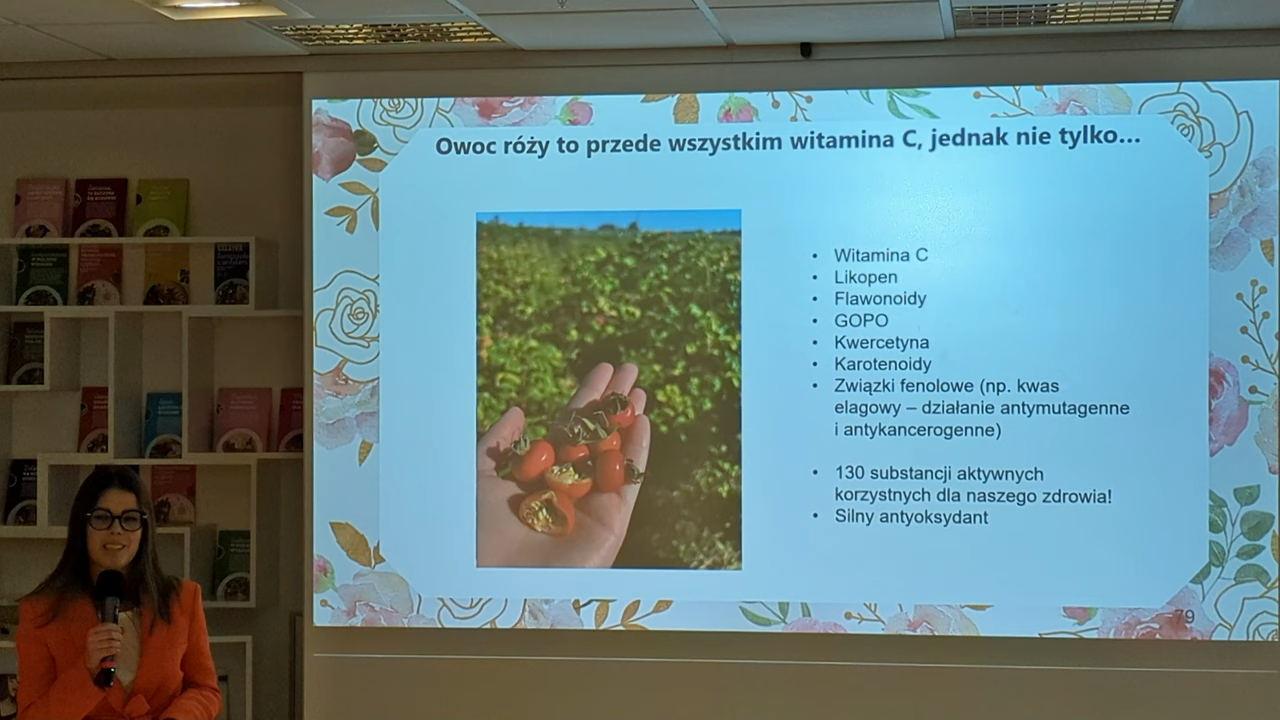 Owoc róży to przede wszystkim witamina C, jednak nie tylko...
• Witamina C
• Likopen
• Flawonoidy
• GOPO
• Kwercetyna
• Karotenoidy
• Związki fenolowe (np. kwas
elagowy – działanie antymutagenne
i antykancerogenne)
• 130 substancji aktywnych
korzystnych dla naszego zdrowia!
• Silny antyoksydant
79